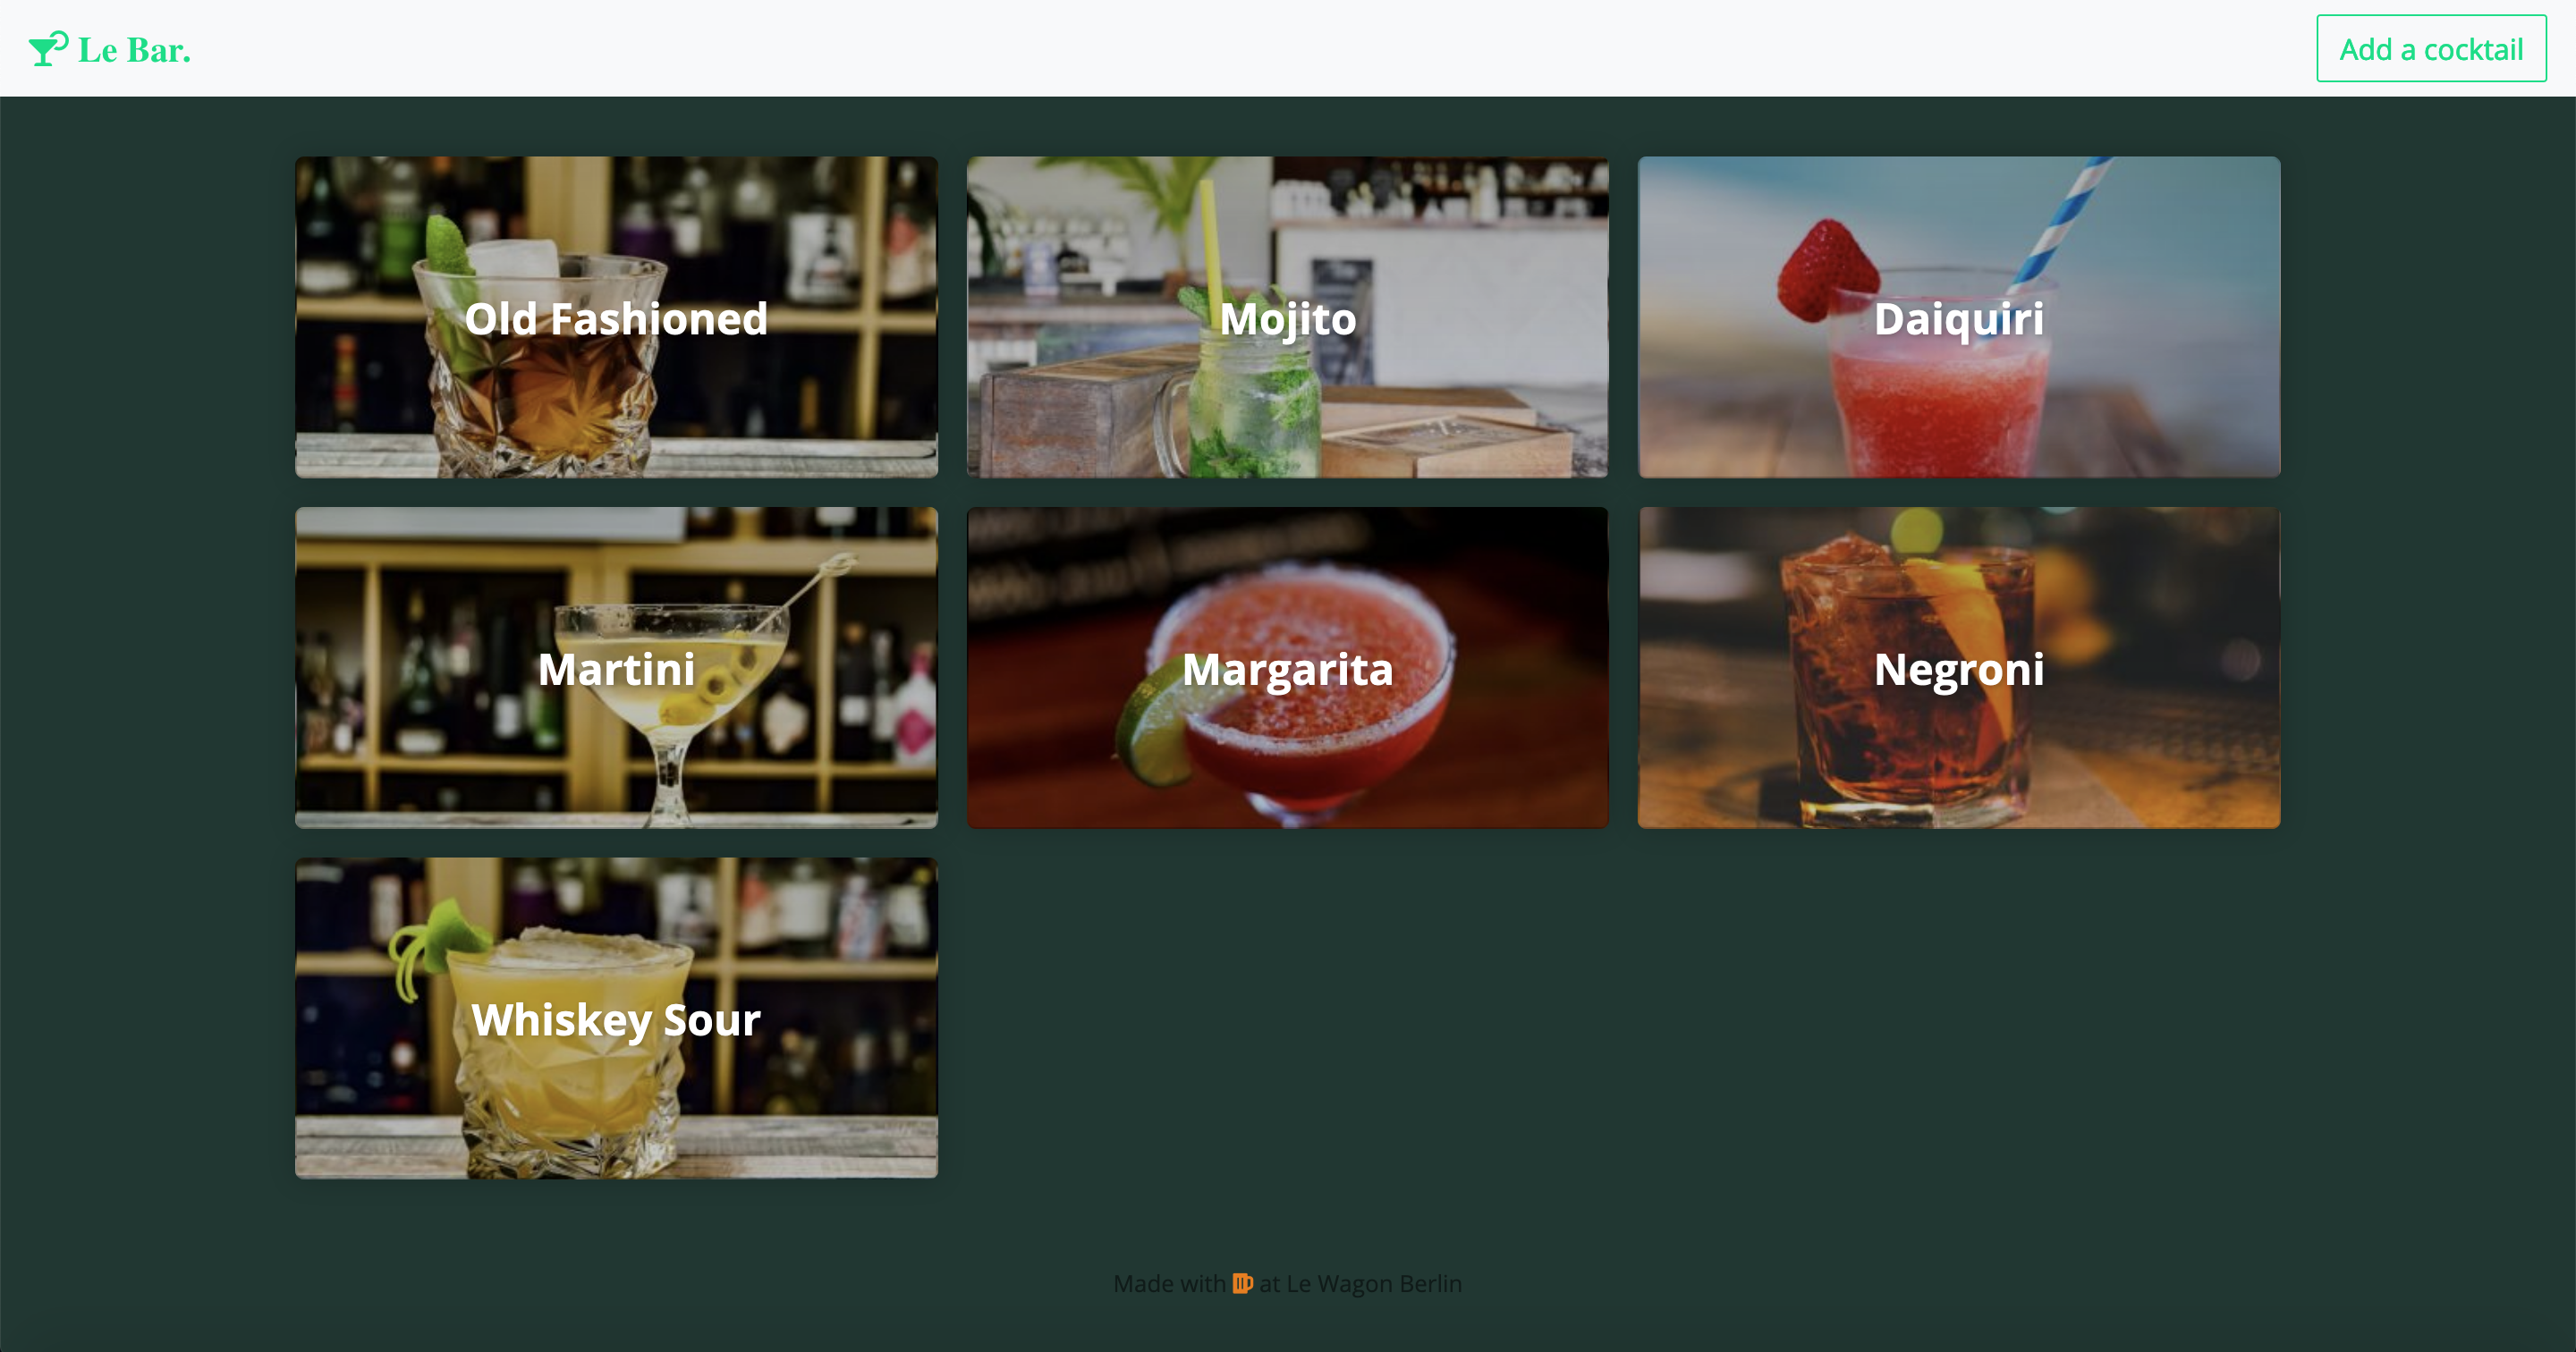 Le Bar.
Add a cocktail
Old Fashioned
Mojito
Daiquiri
Martini
Margarita
Negroni
Whiskey Sour
Made with at Le Wagon Berlin